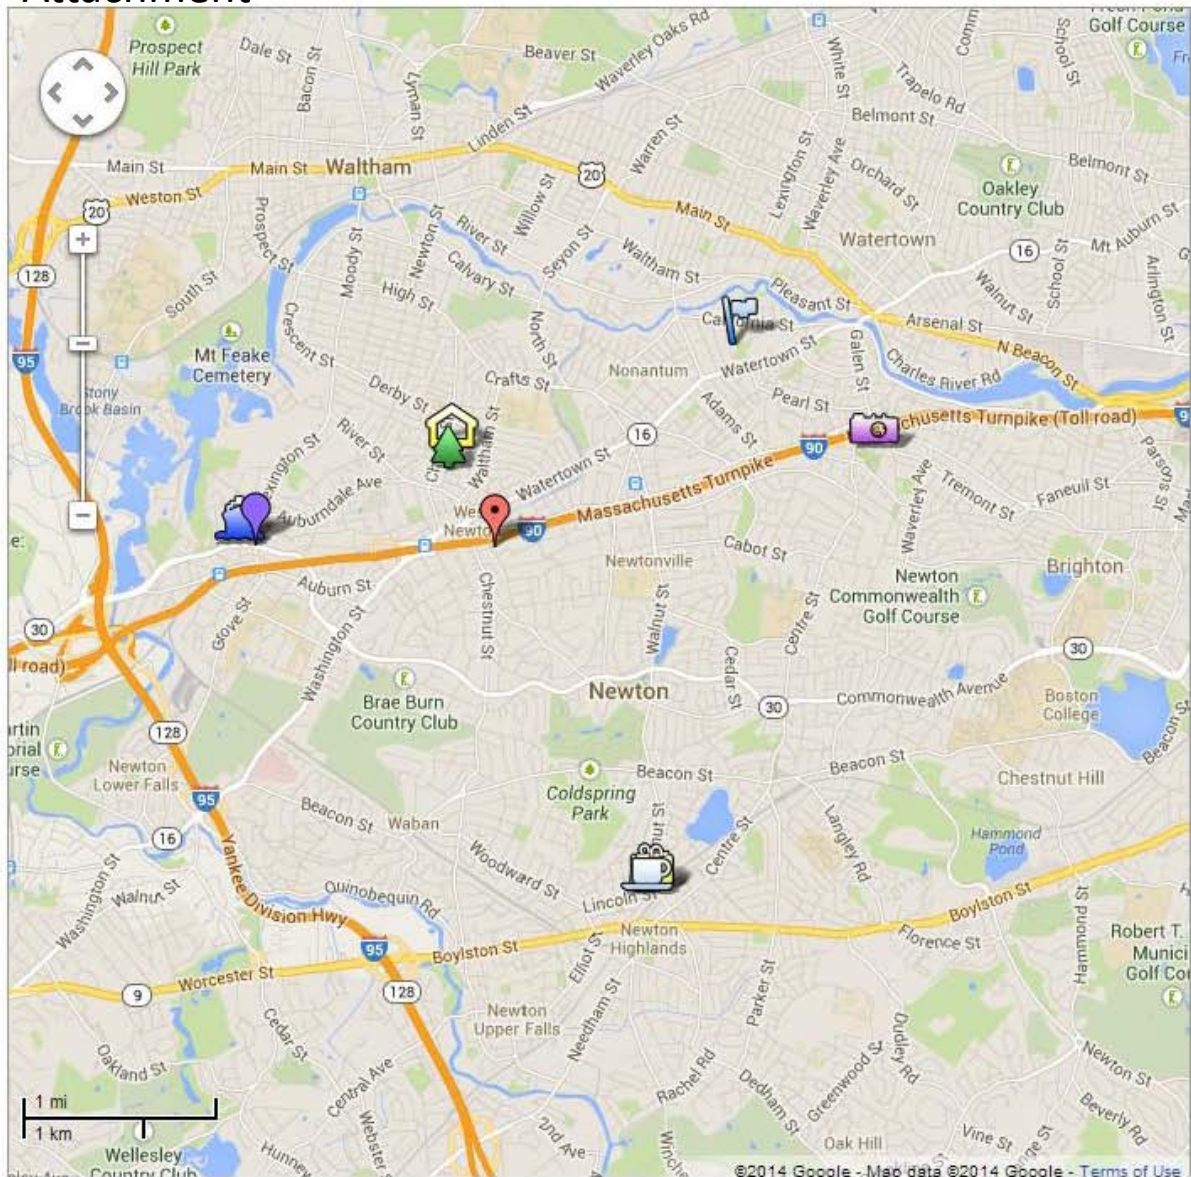 Attachment
Prospect
Hill Park
Dale St
Bacon St
Lyman St
Beaver St
Waverley Oaks Rd
White St
School St
Golf Course
Trapelo Rd
Belmont St
Linden St
Warren St
Lexington St
Waverley Ave
Orchard St
Belmont St
Oakley
Country Club
Main St
Main St
Waltham
20
Weston St
20
Willow St
Main St
Watertown
16
Mt Auburn St
128
Prospect St
Moody St
Newton St
River St
Seyon St
Waltham St
Calvary St
High St
South St
Crescent St
Pleasant St
Walnut St
School St
Arlington St
Arsenal St
N Beacon St
95
Mt Feake
Cemetery
Stony
Brook Basin
North St
Crafts St
Derby St
Nonantum
Watertown St
Galen St
Charles River Rd
Pearl St
Adams St
16
River St
Waltham St
Watertown St
90
Massachusetts Turnpike
Auburndale Ave
Waverley Ave
Tremont St
Faneuil St
90
Newtonville
Cabot St
Brighton
Newton
Commonwealth
Golf Course
Auburn St
Grove St
Washington St
Chestnut St
Walnut St
Cedar St
Centre St
30
30
Brae Burn
Country Club
Newton
30
Commonwealth Avenue
Boston
College
Beacon St
128
Newton
Lower Falls
95
16
Coldspring
Park
Beacon St
Beacon St
Chestnut Hill
Beacon St
Waban
Woodward St
Centre St
Langley Rd
Hammond
Pond
Washington St
Walnut St
Yankee Division Hwy
Quinobequin Rd
Lincoln St
Newton
Highlands
Boylston St
Boylston St
Florence St
Hammond St
Robert T.
Golf
95
Worcester St
9
128
Elliot St
Needham St
Parker St
Newton
Upper Falls
Cedar St
Oakland St
Central Ave
Rachel Rd
Dedham St
Greenwood St
Dudley Rd
Newton St
Beverly Rd
1 mi
1 km
Wellesley
Country Club
2nd Ave
Oak Hill
Vine St
©2014 Google - Map data ©2014 Google - Terms of Use